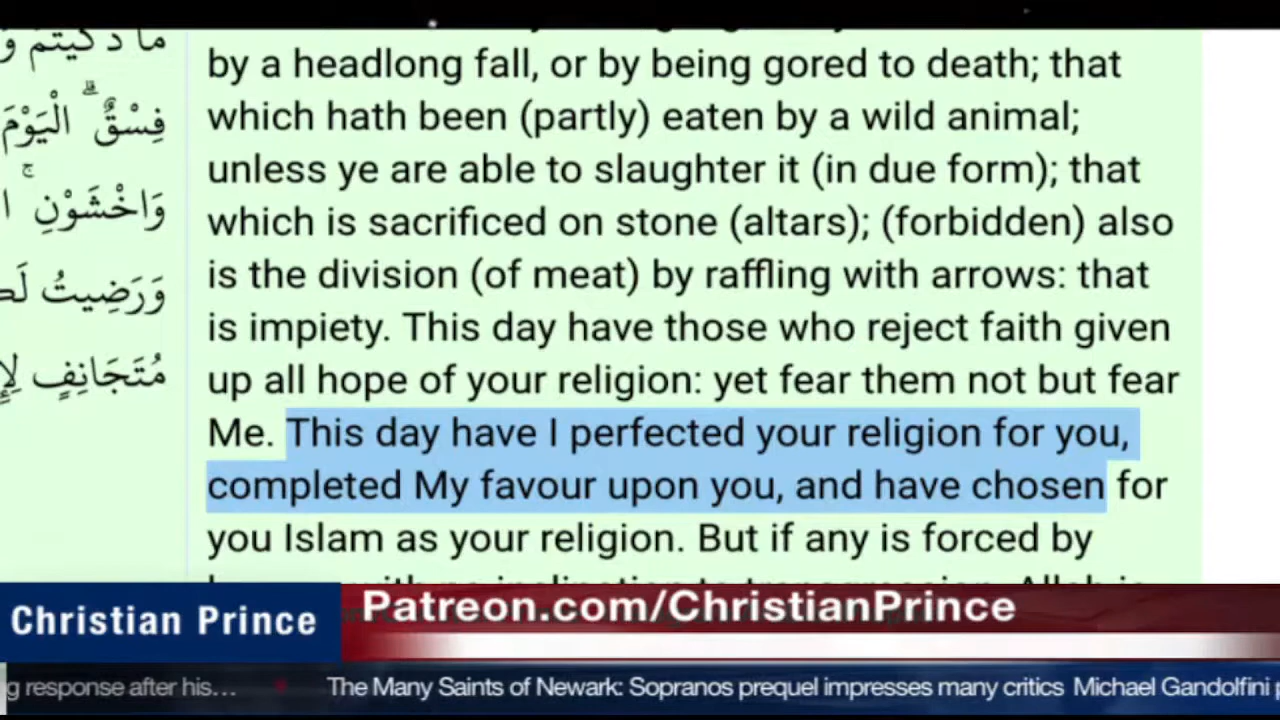 by a headlong fall, or by being gored to death; that
which hath been (partly) eaten by a wild animal;
unless ye are able to slaughter it (in due form); that
which is sacrificed on stone (altars); (forbidden) also
is the division (of meat) by raffling with arrows: that
is impiety. This day have those who reject faith given
up all hope of your religion: yet fear them not but fear
Me. This day have I perfected your religion for you,
completed My favour upon you, and have chosen for
you Islam as your religion. But if any is forced by
ما ذكيتم
فِسْقٌ ۗ الْيَوْمَ
وَاخْشَوْنِ ۚ
وَرَضِيتُ
مُتَجَانِفٍ
Christian Prince
Patreon.com/ChristianPrince
g response after his... The Many Saints of Newark: Sopranos prequel impresses many critics Michael Gandolfini